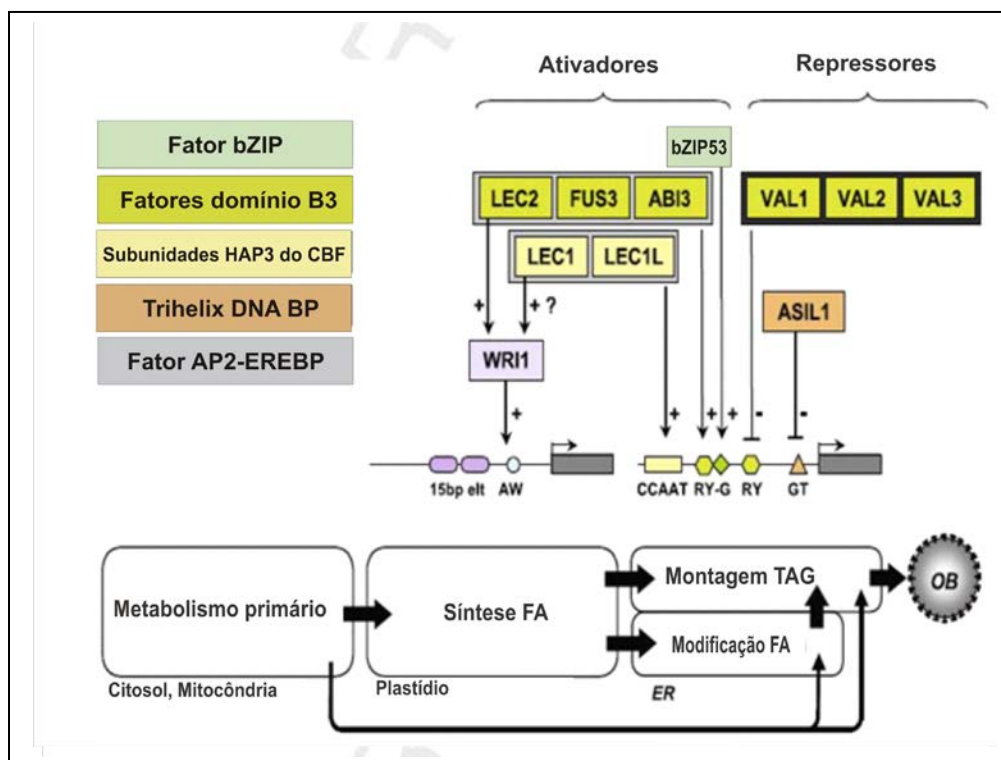 Ativadores
Repressores
Fator bZIP
Fatores domínio B3
Subunidades HAP3 do CBF
Trihelix DNA BP
Fator AP2-EREBP
bZIP53
LEC2 FUS3 ABI3
VAL1 VAL2 VAL3
LEC1 LEC1L
+ + ?
ASIL1
WRI1
+ + + + - -
15bp elt AW
CCAAT RY-G RY GT
Metabolismo primário
Síntese FA
Montagem TAG
OB
Modificação FA
Citosol, Mitocôndria
Plastídio
ER